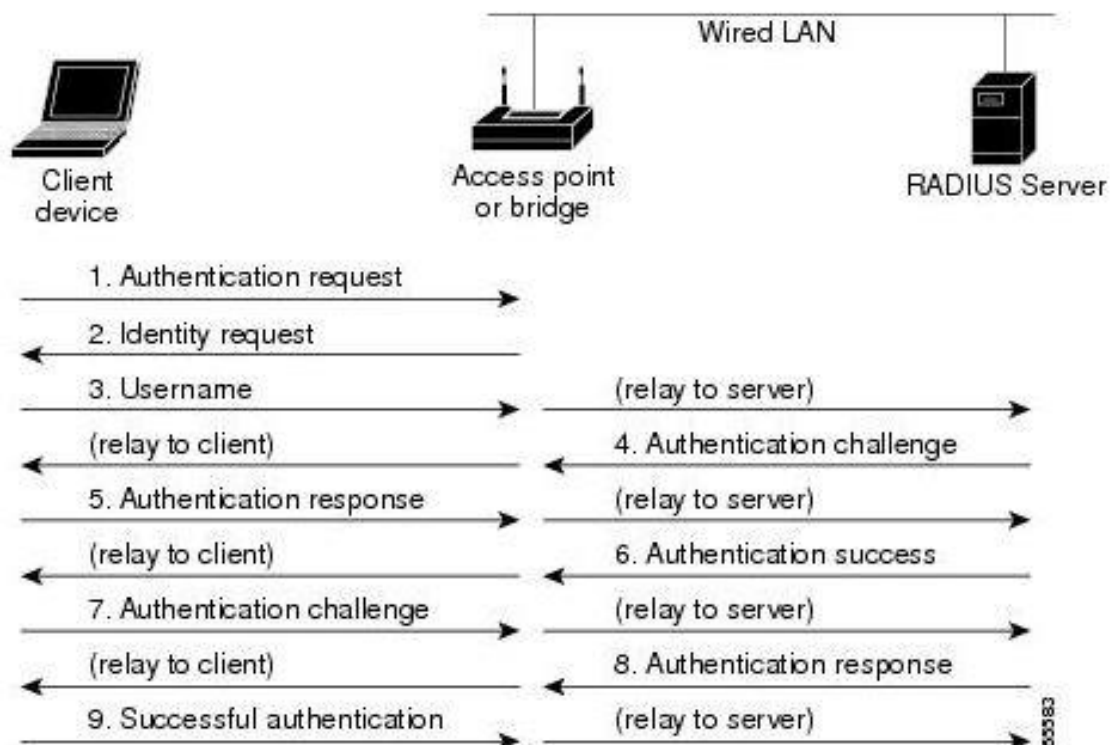 Wired LAN
Client
device
Access point
or bridge
RADIUS Server
1. Authentication request
2. Identity request
3. Username
(relay to server)
(relay to client)
4. Authentication challenge
5. Authentication response
(relay to server)
(relay to client)
6. Authentication success
7. Authentication challenge
(relay to server)
(relay to client)
8. Authentication response
9. Successful authentication
(relay to server)